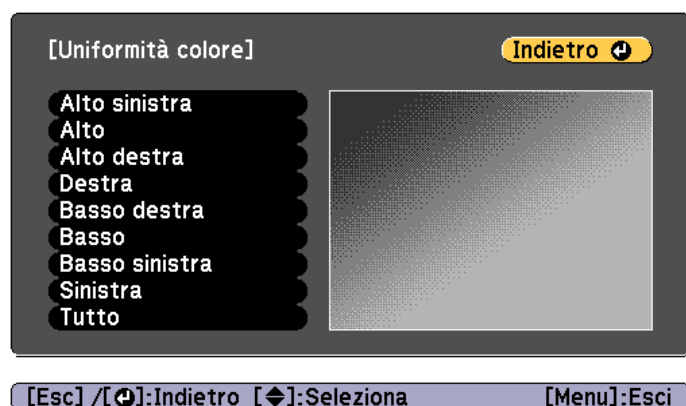 [Uniformità colore] Indietro
Alto sinistra
Alto
Alto destra
Destra
Basso destra
Basso
Basso sinistra
Sinistra
Tutto
[Esc] /[⏎]:Indietro [◆]:Seleziona [Menu]:Esci